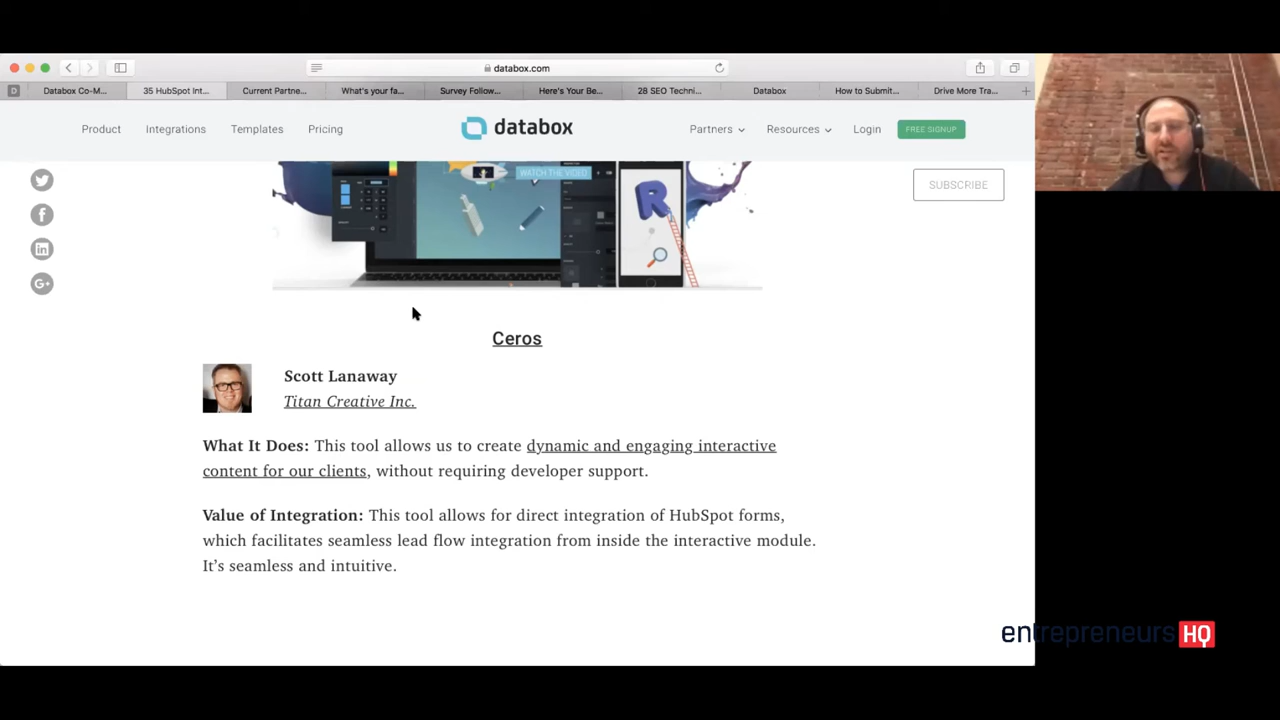 databox.com
Databox Co-M...
35 HubSpot Int...
Current Partne...
What's your fa...
Survey Follow...
Here's Your Be...
28 SEO Techni...
Databox
How to Submit...
Drive More Tra...
Product
Integrations
Templates
Pricing
databox
Partners
Resources
Login
FREE SIGNUP
SUBSCRIBE
WATCH THE VIDEO
R
Ceros
Scott Lanaway
Titan Creative Inc.
What It Does: This tool allows us to create dynamic and engaging interactive
content for our clients, without requiring developer support.
Value of Integration: This tool allows for direct integration of HubSpot forms,
which facilitates seamless lead flow integration from inside the interactive module.
It's seamless and intuitive.
entrepreneurs HQ